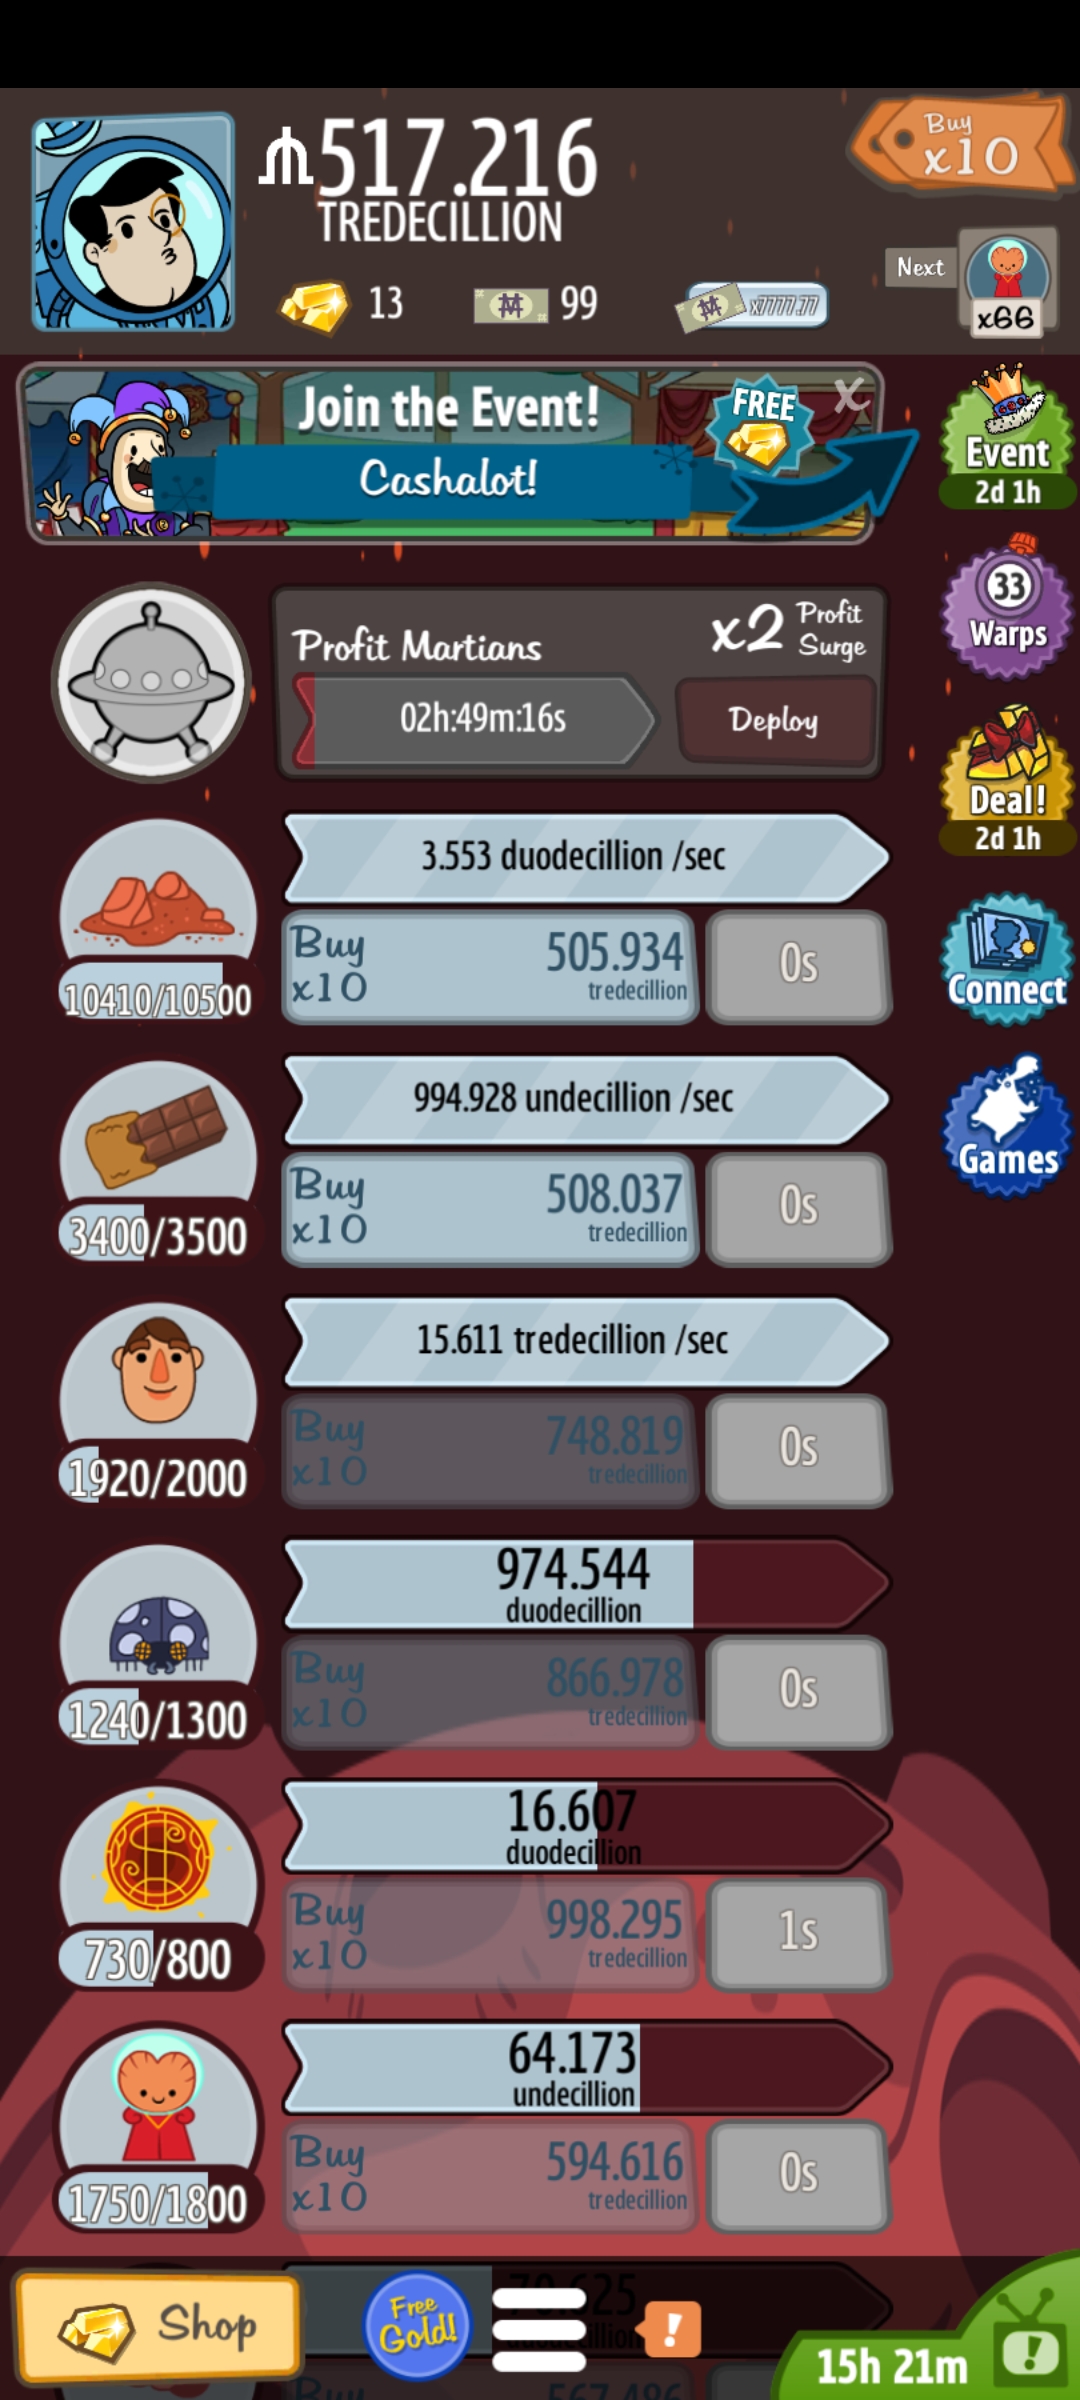 517.216
TREDECILLION
Buy
x10
13
99
x7777.77
Next
x66
Join the Event!
FREE
X
Cashalot!
Event
2d 1h
33
Warps
Profit Martians
x2 Profit
Surge
02h:49m:16s
Deploy
Deal!
2d 1h
3.553 duodecillion /sec
Buy
x10
505.934
tredecillion
0s
10410/10500
Connect
994.928 undecillion /sec
Buy
x10
508.037
tredecillion
0s
3400/3500
Games
15.611 tredecillion /sec
Buy
x10
748.819
tredecillion
0s
1920/2000
974.544
duodecillion
Buy
x10
866.978
tredecillion
0s
1240/1300
16.607
duodecillion
Buy
x10
998.295
tredecillion
1s
730/800
64.173
undecillion
Buy
x10
594.616
tredecillion
0s
1750/1800
Shop
Free
Gold!
!
15h 21m
!
Buy